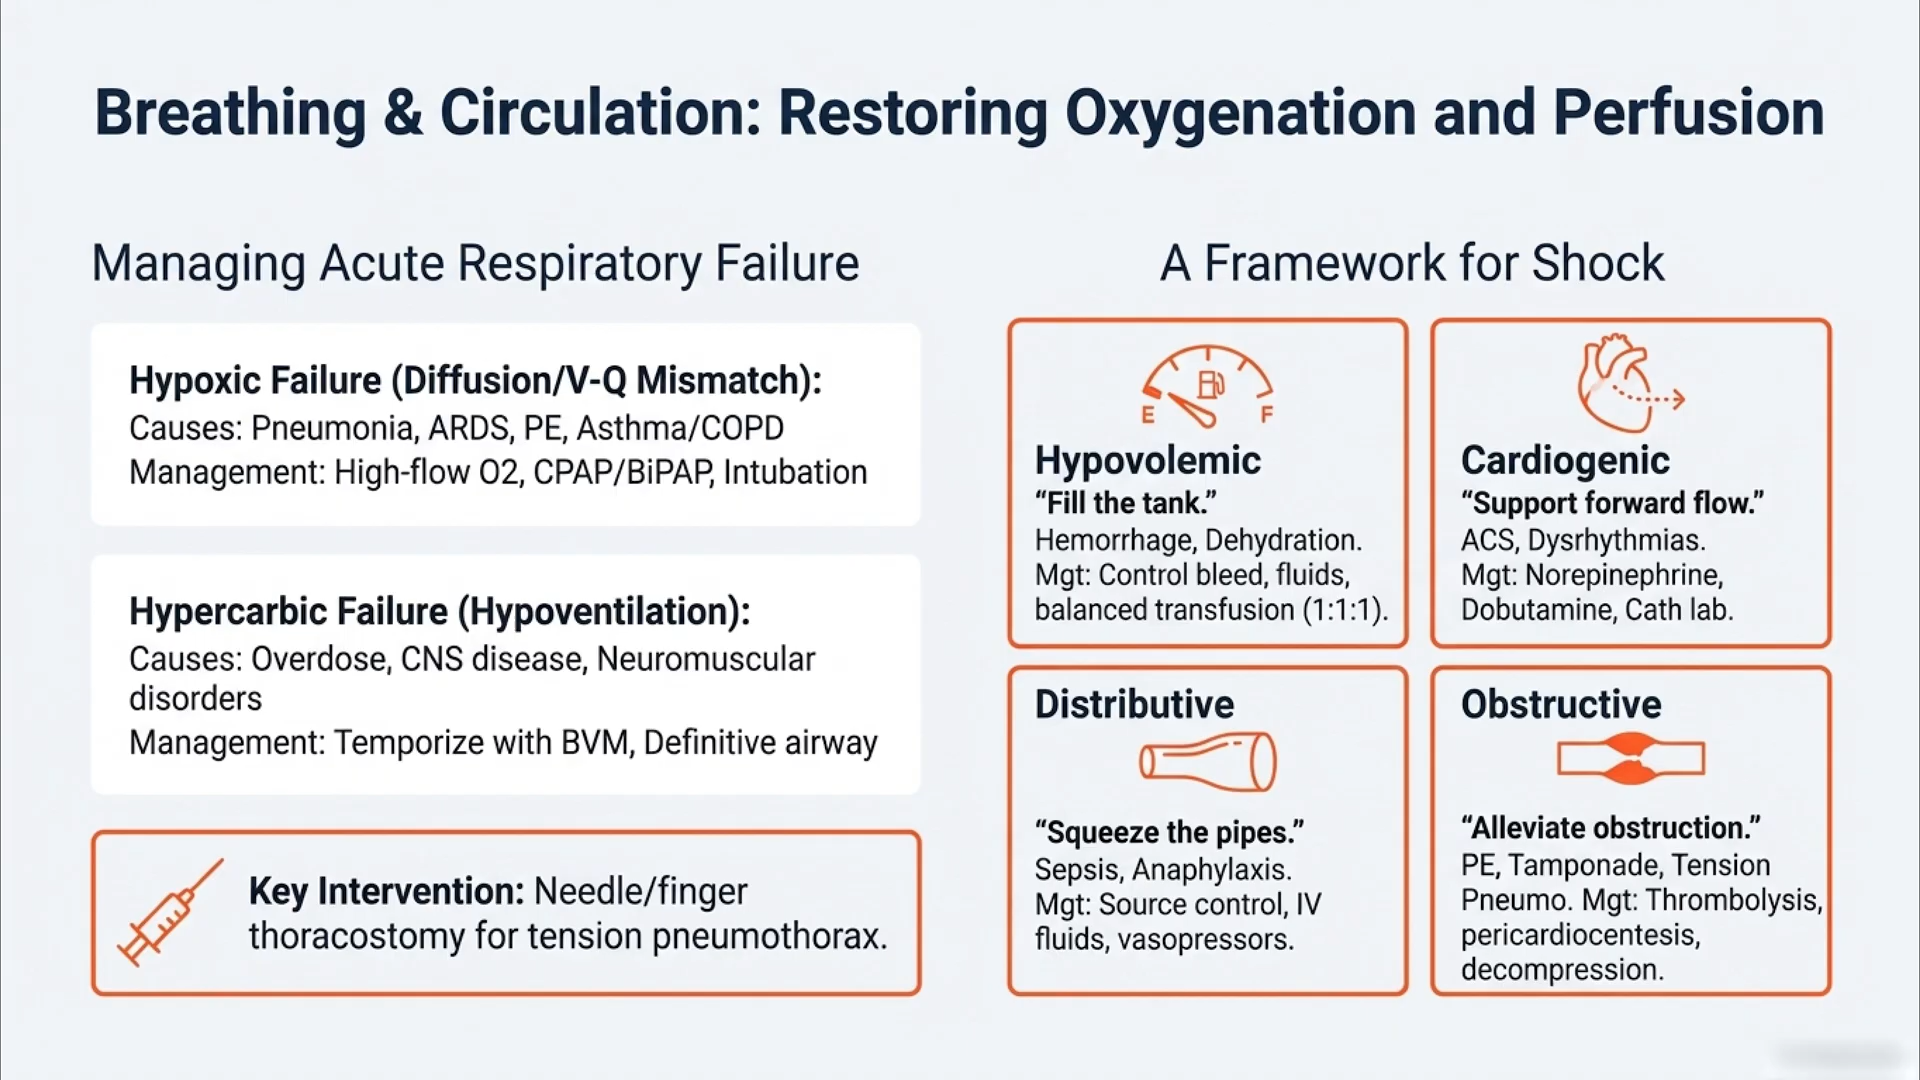 Breathing & Circulation: Restoring Oxygenation and Perfusion
Managing Acute Respiratory Failure
Hypoxic Failure (Diffusion/V-Q Mismatch):
Causes: Pneumonia, ARDS, PE, Asthma/COPD
Management: High-flow O2, CPAP/BiPAP, Intubation
Hypercarbic Failure (Hypoventilation):
Causes: Overdose, CNS disease, Neuromuscular
disorders
Management: Temporize with BVM, Definitive airway
Key Intervention: Needle/finger
thoracostomy for tension pneumothorax.
A Framework for Shock
E F
Hypovolemic
“Fill the tank.”
Hemorrhage, Dehydration.
Mgt: Control bleed, fluids,
balanced transfusion (1:1:1).
Cardiogenic
“Support forward flow.”
ACS, Dysrhythmias.
Mgt: Norepinephrine,
Dobutamine, Cath lab.
Distributive
“Squeeze the pipes.”
Sepsis, Anaphylaxis.
Mgt: Source control, IV
fluids, vasopressors.
Obstructive
“Alleviate obstruction.”
PE, Tamponade, Tension
Pneumo. Mgt: Thrombolysis,
pericardiocentesis,
decompression.